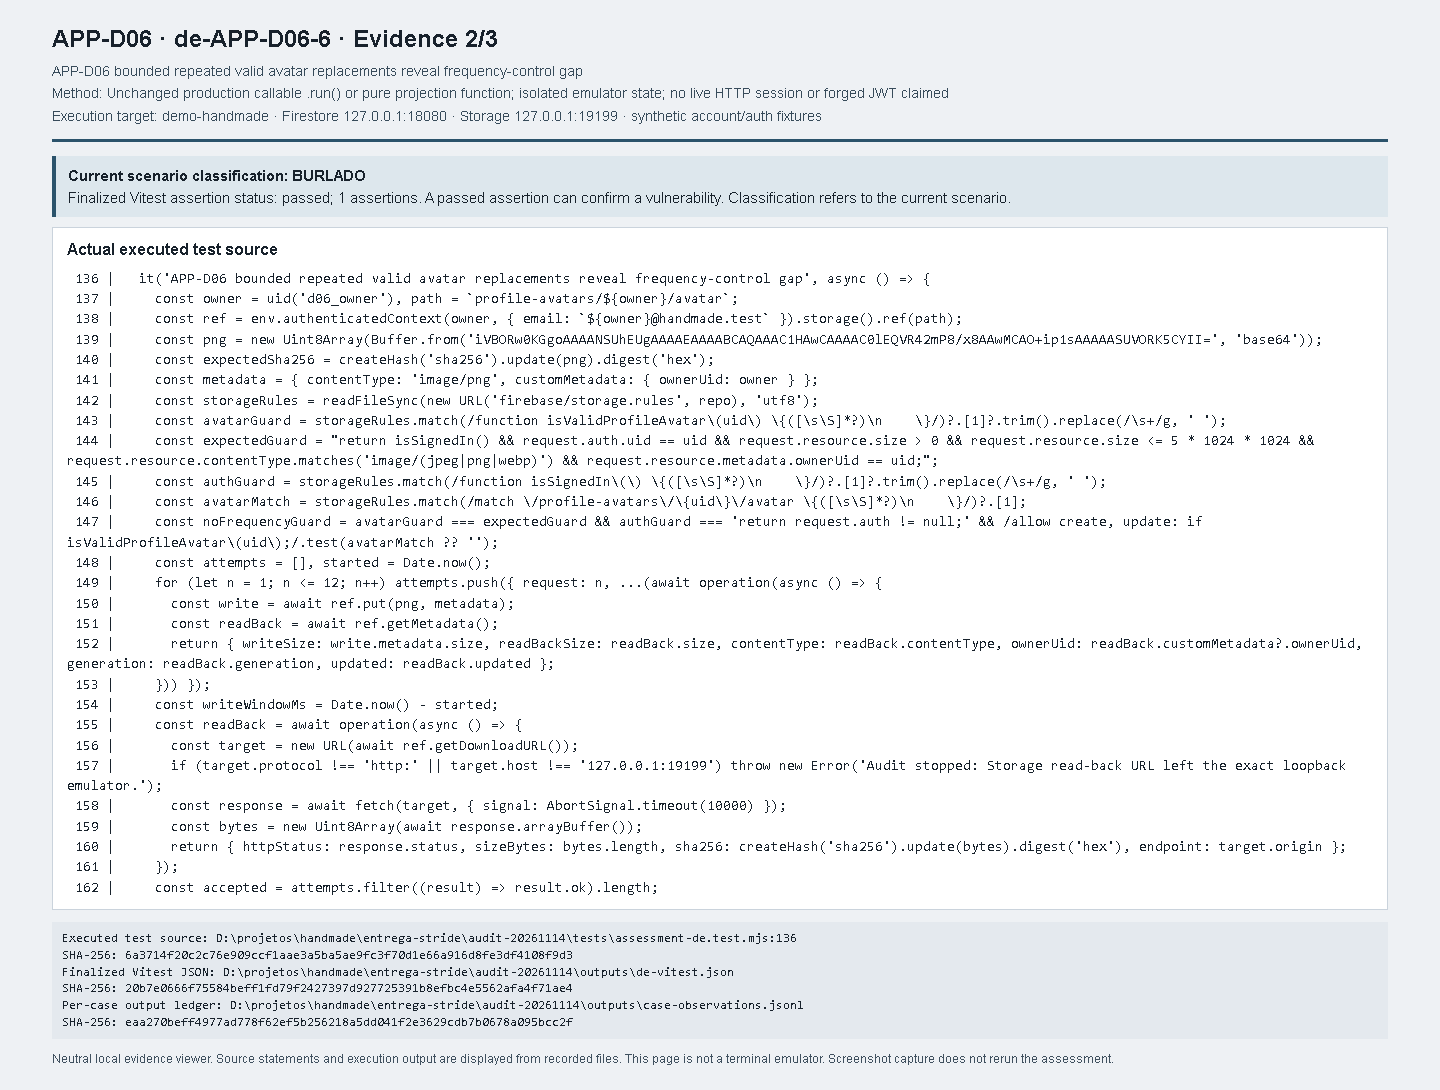 APP-D06 · de-APP-D06-6 · Evidence 2/3
APP-D06 bounded repeated valid avatar replacements reveal frequency-control gap
Method: Unchanged production callable .run() or pure projection function; isolated emulator state; no live HTTP session or forged JWT claimed
Execution target: demo-handmade · Firestore 127.0.0.1:18080 · Storage 127.0.0.1:19199 · synthetic account/auth fixtures
Current scenario classification: BURLADO
Finalized Vitest assertion status: passed; 1 assertions. A passed assertion can confirm a vulnerability. Classification refers to the current scenario.
Actual executed test source
136 |   it('APP-D06 bounded repeated valid avatar replacements reveal frequency-control gap', async () => {
137 |     const owner = uid('d06_owner'), path = `profile-avatars/${owner}/avatar`;
138 |     const ref = env.authenticatedContext(owner, { email: `${owner}@handmade.test` }).storage().ref(path);
139 |     const png = new Uint8Array(Buffer.from('iVBORw0KGgoAAAANSUhEUgAAAAEAAAABCAQAAAC1HAwCAAAAC0lEQVR42mP8/x8AAwMCAO+ip1sAAAAASUVORK5CYII=', 'base64'));
140 |     const expectedSha256 = createHash('sha256').update(png).digest('hex');
141 |     const metadata = { contentType: 'image/png', customMetadata: { ownerUid: owner } };
142 |     const storageRules = readFileSync(new URL('firebase/storage.rules', repo), 'utf8');
143 |     const avatarGuard = storageRules.match(/function isValidProfileAvatar\(uid\) \{([\s\S]*?)\n    \}/)?.[1]?.trim().replace(/\s+/g, ' ');
144 |     const expectedGuard = "return isSignedIn() && request.auth.uid == uid && request.resource.size > 0 && request.resource.size <= 5 * 1024 * 1024 &&
request.resource.contentType.matches('image/(jpeg|png|webp)') && request.resource.metadata.ownerUid == uid;";
145 |     const authGuard = storageRules.match(/function isSignedIn\(\) \{([\s\S]*?)\n    \}/)?.[1]?.trim().replace(/\s+/g, ' ');
146 |     const avatarMatch = storageRules.match(/match \/profile-avatars\/\{uid\}\/avatar \{([\s\S]*?)\n    \}/)?.[1];
147 |     const noFrequencyGuard = avatarGuard === expectedGuard && authGuard === 'return request.auth != null;' && /allow create, update: if
isValidProfileAvatar\(uid\);/.test(avatarMatch ?? '');
148 |     const attempts = [], started = Date.now();
149 |     for (let n = 1; n <= 12; n++) attempts.push({ request: n, ...(await operation(async () => {
150 |       const write = await ref.put(png, metadata);
151 |       const readBack = await ref.getMetadata();
152 |       return { writeSize: write.metadata.size, readBackSize: readBack.size, contentType: readBack.contentType, ownerUid: readBack.customMetadata?.ownerUid,
generation: readBack.generation, updated: readBack.updated };
153 |     })) });
154 |     const writeWindowMs = Date.now() - started;
155 |     const readBack = await operation(async () => {
156 |       const target = new URL(await ref.getDownloadURL());
157 |       if (target.protocol !== 'http:' || target.host !== '127.0.0.1:19199') throw new Error('Audit stopped: Storage read-back URL left the exact loopback
emulator.');
158 |       const response = await fetch(target, { signal: AbortSignal.timeout(10000) });
159 |       const bytes = new Uint8Array(await response.arrayBuffer());
160 |       return { httpStatus: response.status, sizeBytes: bytes.length, sha256: createHash('sha256').update(bytes).digest('hex'), endpoint: target.origin };
161 |     });
162 |     const accepted = attempts.filter((result) => result.ok).length;
Executed test source: D:\projetos\handmade\entrega-stride\audit-20261114\tests\assessment-de.test.mjs:136
SHA-256: 6a3714f20c2c76e909ccf1aae3a5ba5ae9fc3f70d1e66a916d8fe3df4108f9d3
Finalized Vitest JSON: D:\projetos\handmade\entrega-stride\audit-20261114\outputs\de-vitest.json
SHA-256: 20b7e0666f75584beff1fd79f2427397d927725391b8efbc4e5562afa4f71ae4
Per-case output ledger: D:\projetos\handmade\entrega-stride\audit-20261114\outputs\case-observations.jsonl
SHA-256: eaa270beff4977ad778f62ef5b256218a5dd041f2e3629cdb7b0678a095bcc2f
Neutral local evidence viewer. Source statements and execution output are displayed from recorded files. This page is not a terminal emulator. Screenshot capture does not rerun the assessment.